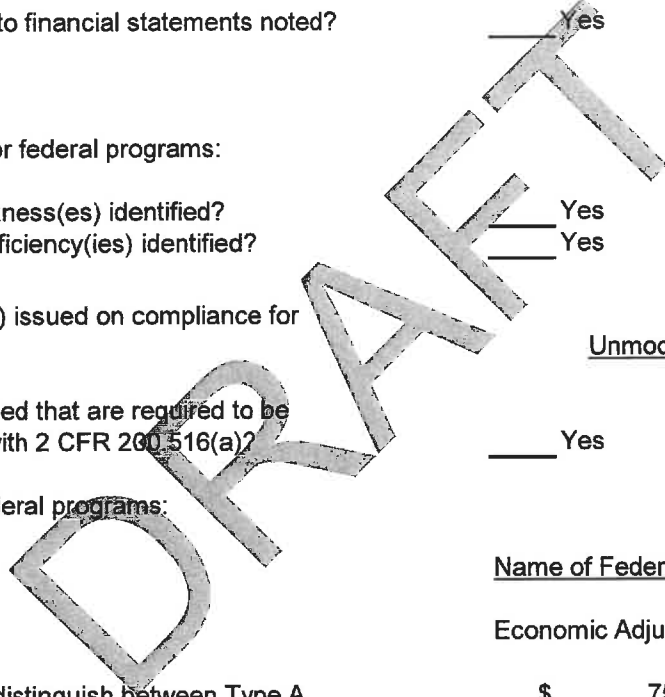 to financial statements noted? Yes
or federal programs:
ness(es) identified? Yes
ficiency(ies) identified? Yes
) issued on compliance for
Unmod
ed that are required to be
ith 2 CFR 200.516(a)? Yes
eral programs:
Name of Feder
Economic Adju
distinguish between Type A
$ 7
DRAFT